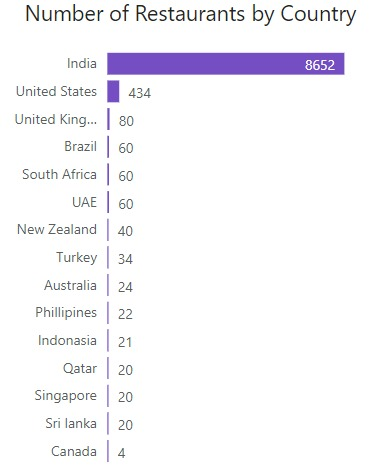 Number of Restaurants by Country
India 8652
United States 434
United King... 80
Brazil 60
South Africa 60
UAE 60
New Zealand 40
Turkey 34
Australia 24
Phillipines 22
Indonasia 21
Qatar 20
Singapore 20
Sri lanka 20
Canada 4